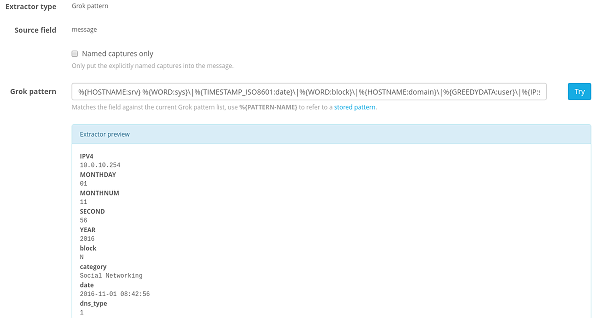 Extractor type
Grok pattern
Source field
message
Named captures only
Only put the explicitly named captures into the message.
Grok pattern
%{HOSTNAME:srv} %{WORD:sys}\|%{TIMESTAMP_ISO8601:date}\|%{WORD:block}\|%{HOSTNAME:domain}\|%{GREEDYDATA:user}\|%{IP:
Try
Matches the field against the current Grok pattern list, use %{PATTERN-NAME} to refer to a stored pattern.
Extractor preview
IPV4
10.0.10.254
MONTHDAY
01
MONTHNUM
11
SECOND
56
YEAR
2016
block
N
category
Social Networking
date
2016-11-01 08:42:56
dns_type
1